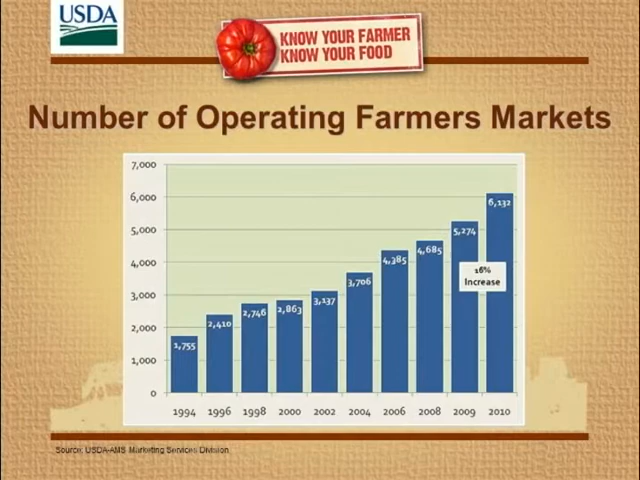 USDA
KNOW YOUR FARMER
KNOW YOUR FOOD
Number of Operating Farmers Markets
7,000
6,000
5,000
4,000
3,000
2,000
1,000
0
1,755
2,410
2,746
2,863
3,137
3,706
4,385
4,685
5,274
6,132
16%
Increase
1994 1996 1998 2000 2002 2004 2006 2008 2009 2010
Source: USDA-AMS Marketing Services Division